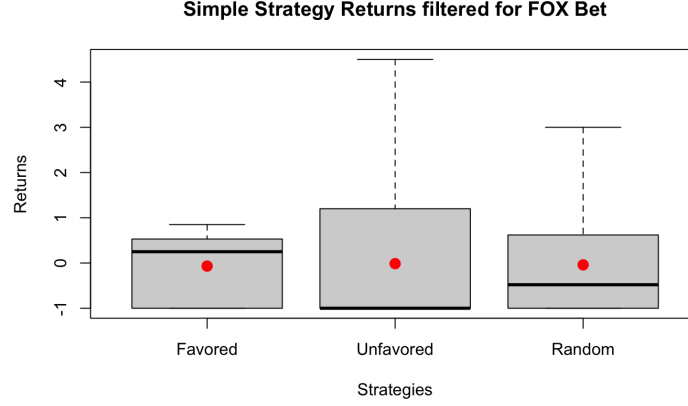 Simple Strategy Returns filtered for FOX Bet
Returns
4
3
2
1
0
-1
Favored
Unfavored
Random
Strategies